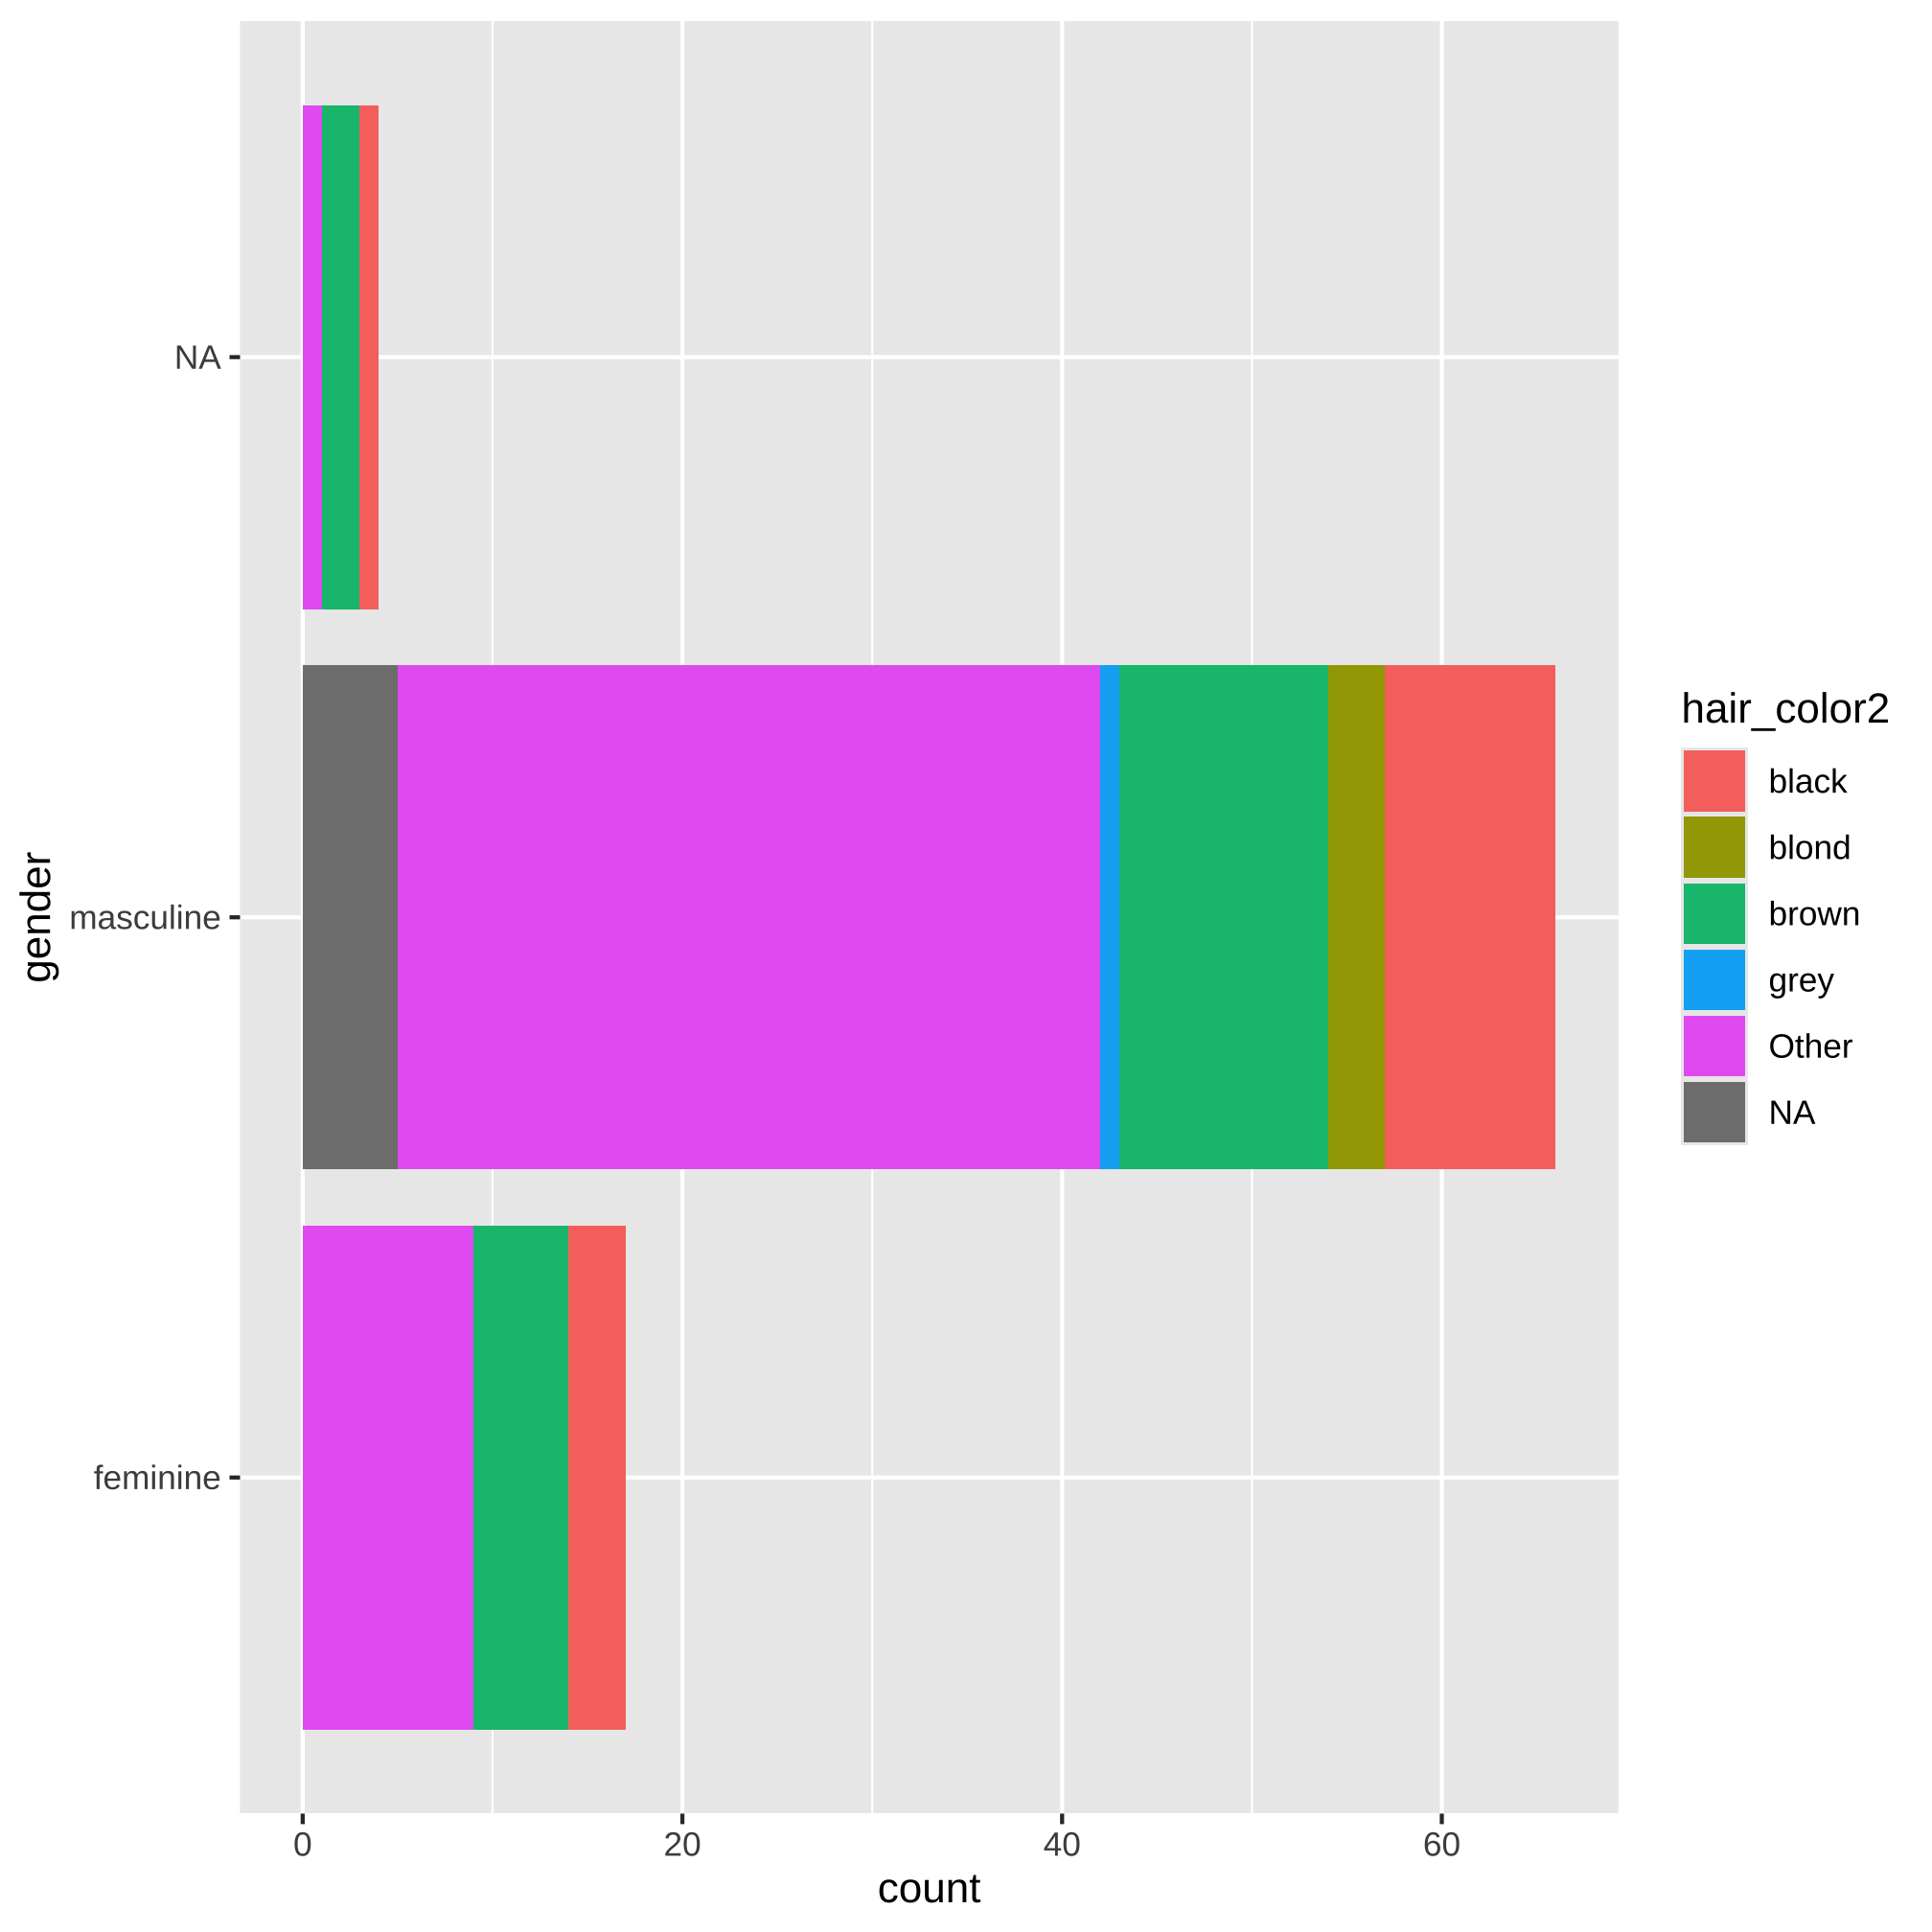 gender
NA
masculine
feminine
0 20 40 60
count
hair_color2
black
blond
brown
grey
Other
NA